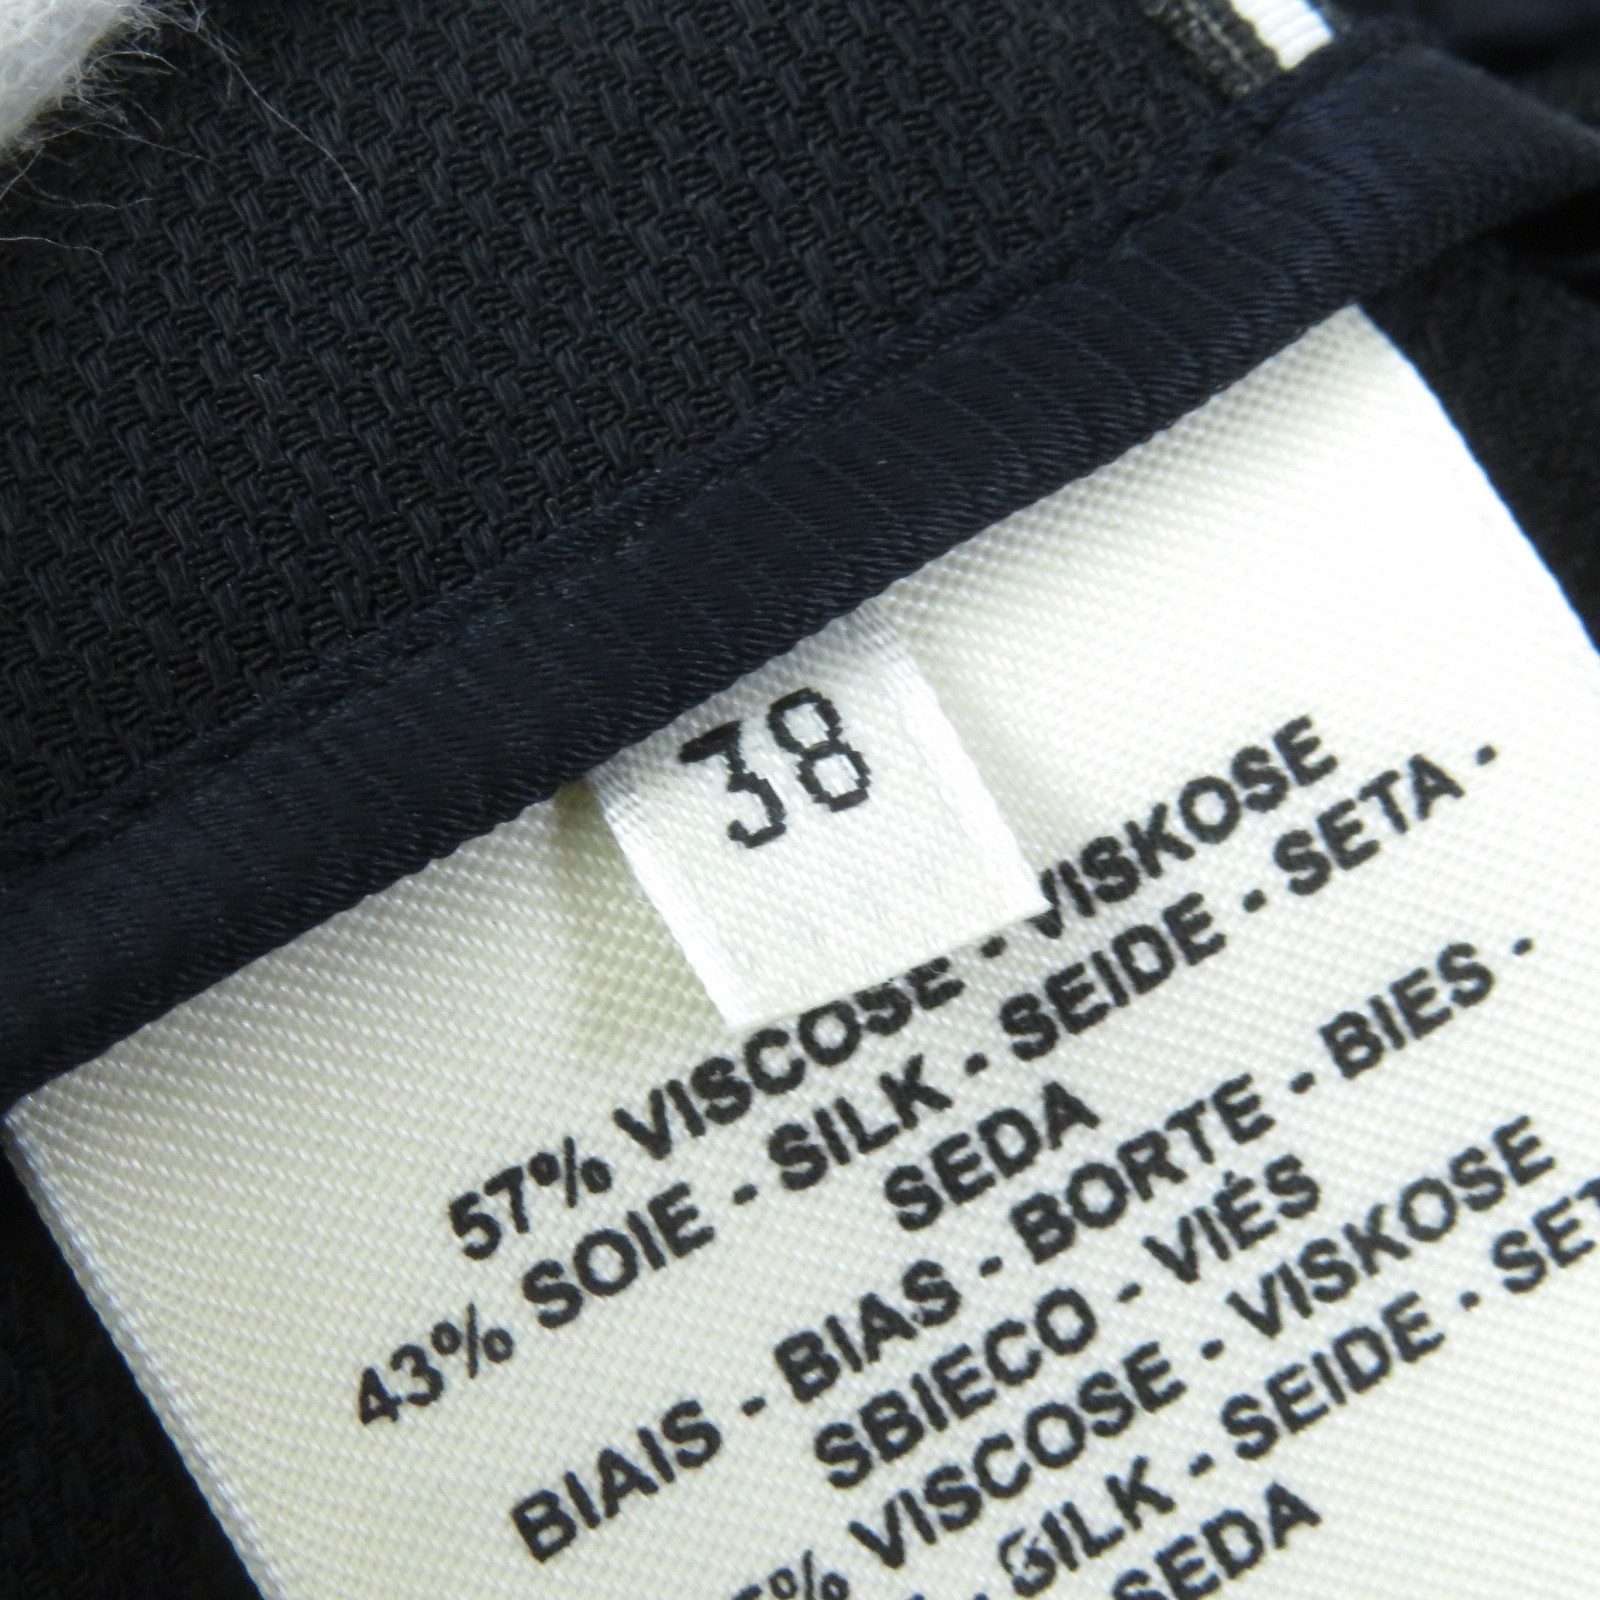 38
57% VISCOSE - VISKOSE
43% SOIE - SILK - SEIDE - SETA -
SEDA
BIAIS - BIAS - BORTE - BIES -
SBIECO - VIÉS
% VISCOSE - VISKOSE
- SILK - SEIDE -
SEDA